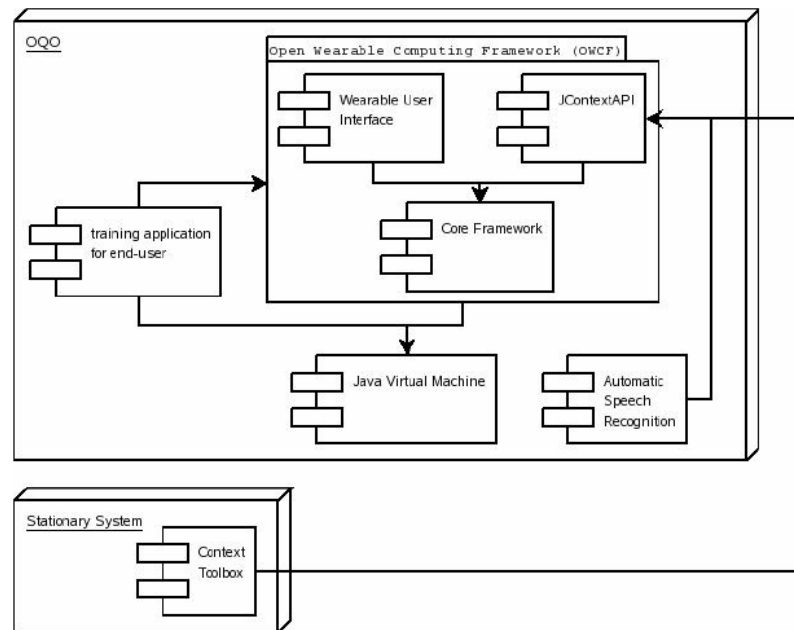 OQO
Open Wearable Computing Framework (OWCF)
Wearable User
Interface
JContextAPI
training application
for end-user
Core Framework
Java Virtual Machine
Automatic
Speech
Recognition
Stationary System
Context
Toolbox